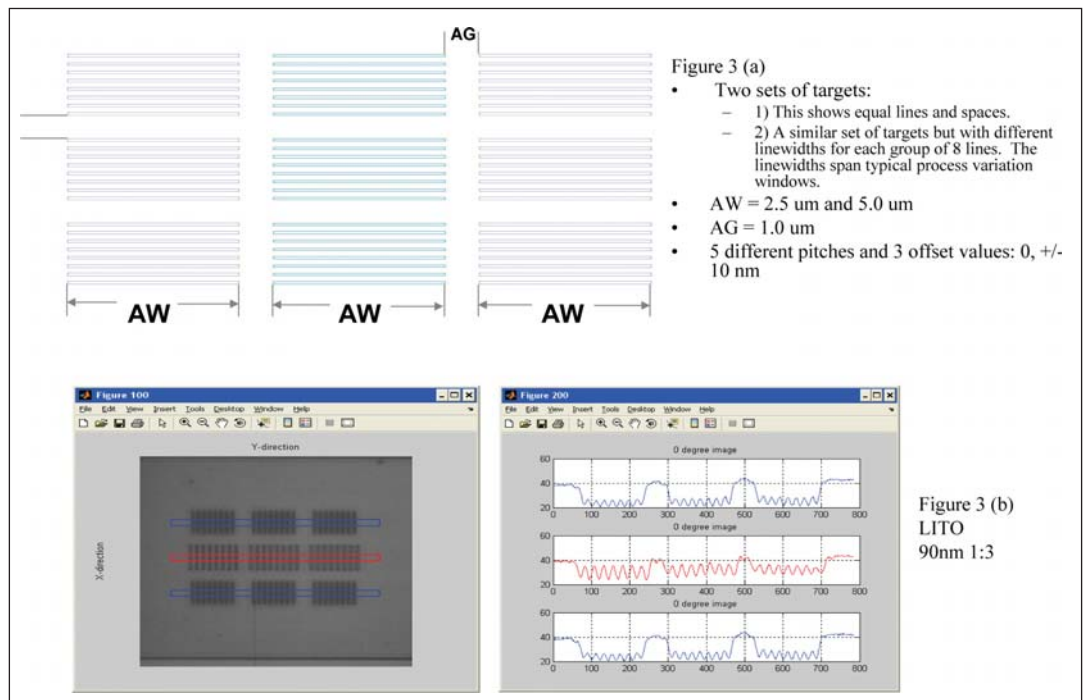 AG
AW
AW
AW
Figure 3 (a)
• Two sets of targets:
– 1) This shows equal lines and spaces.
– 2) A similar set of targets but with different
linewidths for each group of 8 lines. The
linewidths span typical process variation
windows.
• AW = 2.5 um and 5.0 um
• AG = 1.0 um
• 5 different pitches and 3 offset values: 0, +/-
10 nm
Figure 100
File Edit View Insert Tools Desktop Window Help
Y-direction
X-direction
Figure 200
File Edit View Insert Tools Desktop Window Help
0 degree image
60
40
20
0 100 200 300 400 500 600 700 800
0 degree image
60
40
20
0 100 200 300 400 500 600 700 800
0 degree image
60
40
20
0 100 200 300 400 500 600 700 800
Figure 3 (b)
LITO
90nm 1:3